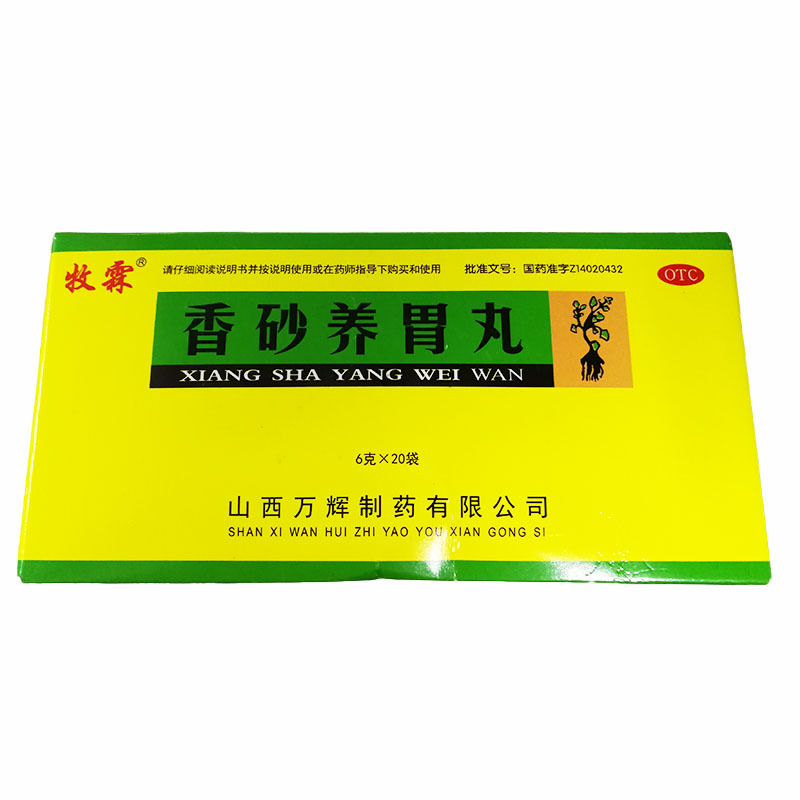 牧霖®
请仔细阅读说明书并按说明使用或在药师指导下购买和使用 批准文号：国药准字Z14020432
OTC
香砂养胃丸
XIANG SHA YANG WEI WAN
6克×20袋
山西万辉制药有限公司
SHAN XI WAN HUI ZHI YAO YOU XIAN GONG SI